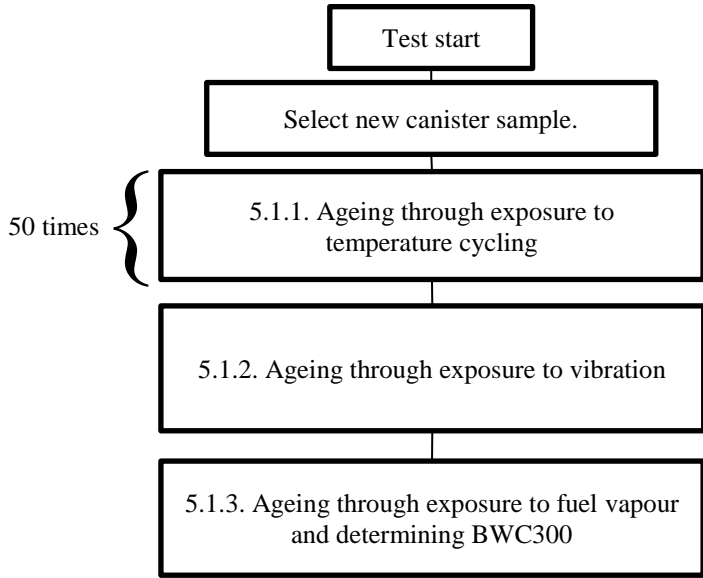 Test start
Select new canister sample.
50 times
5.1.1. Ageing through exposure to
temperature cycling
5.1.2. Ageing through exposure to vibration
5.1.3. Ageing through exposure to fuel vapour
and determining BWC300